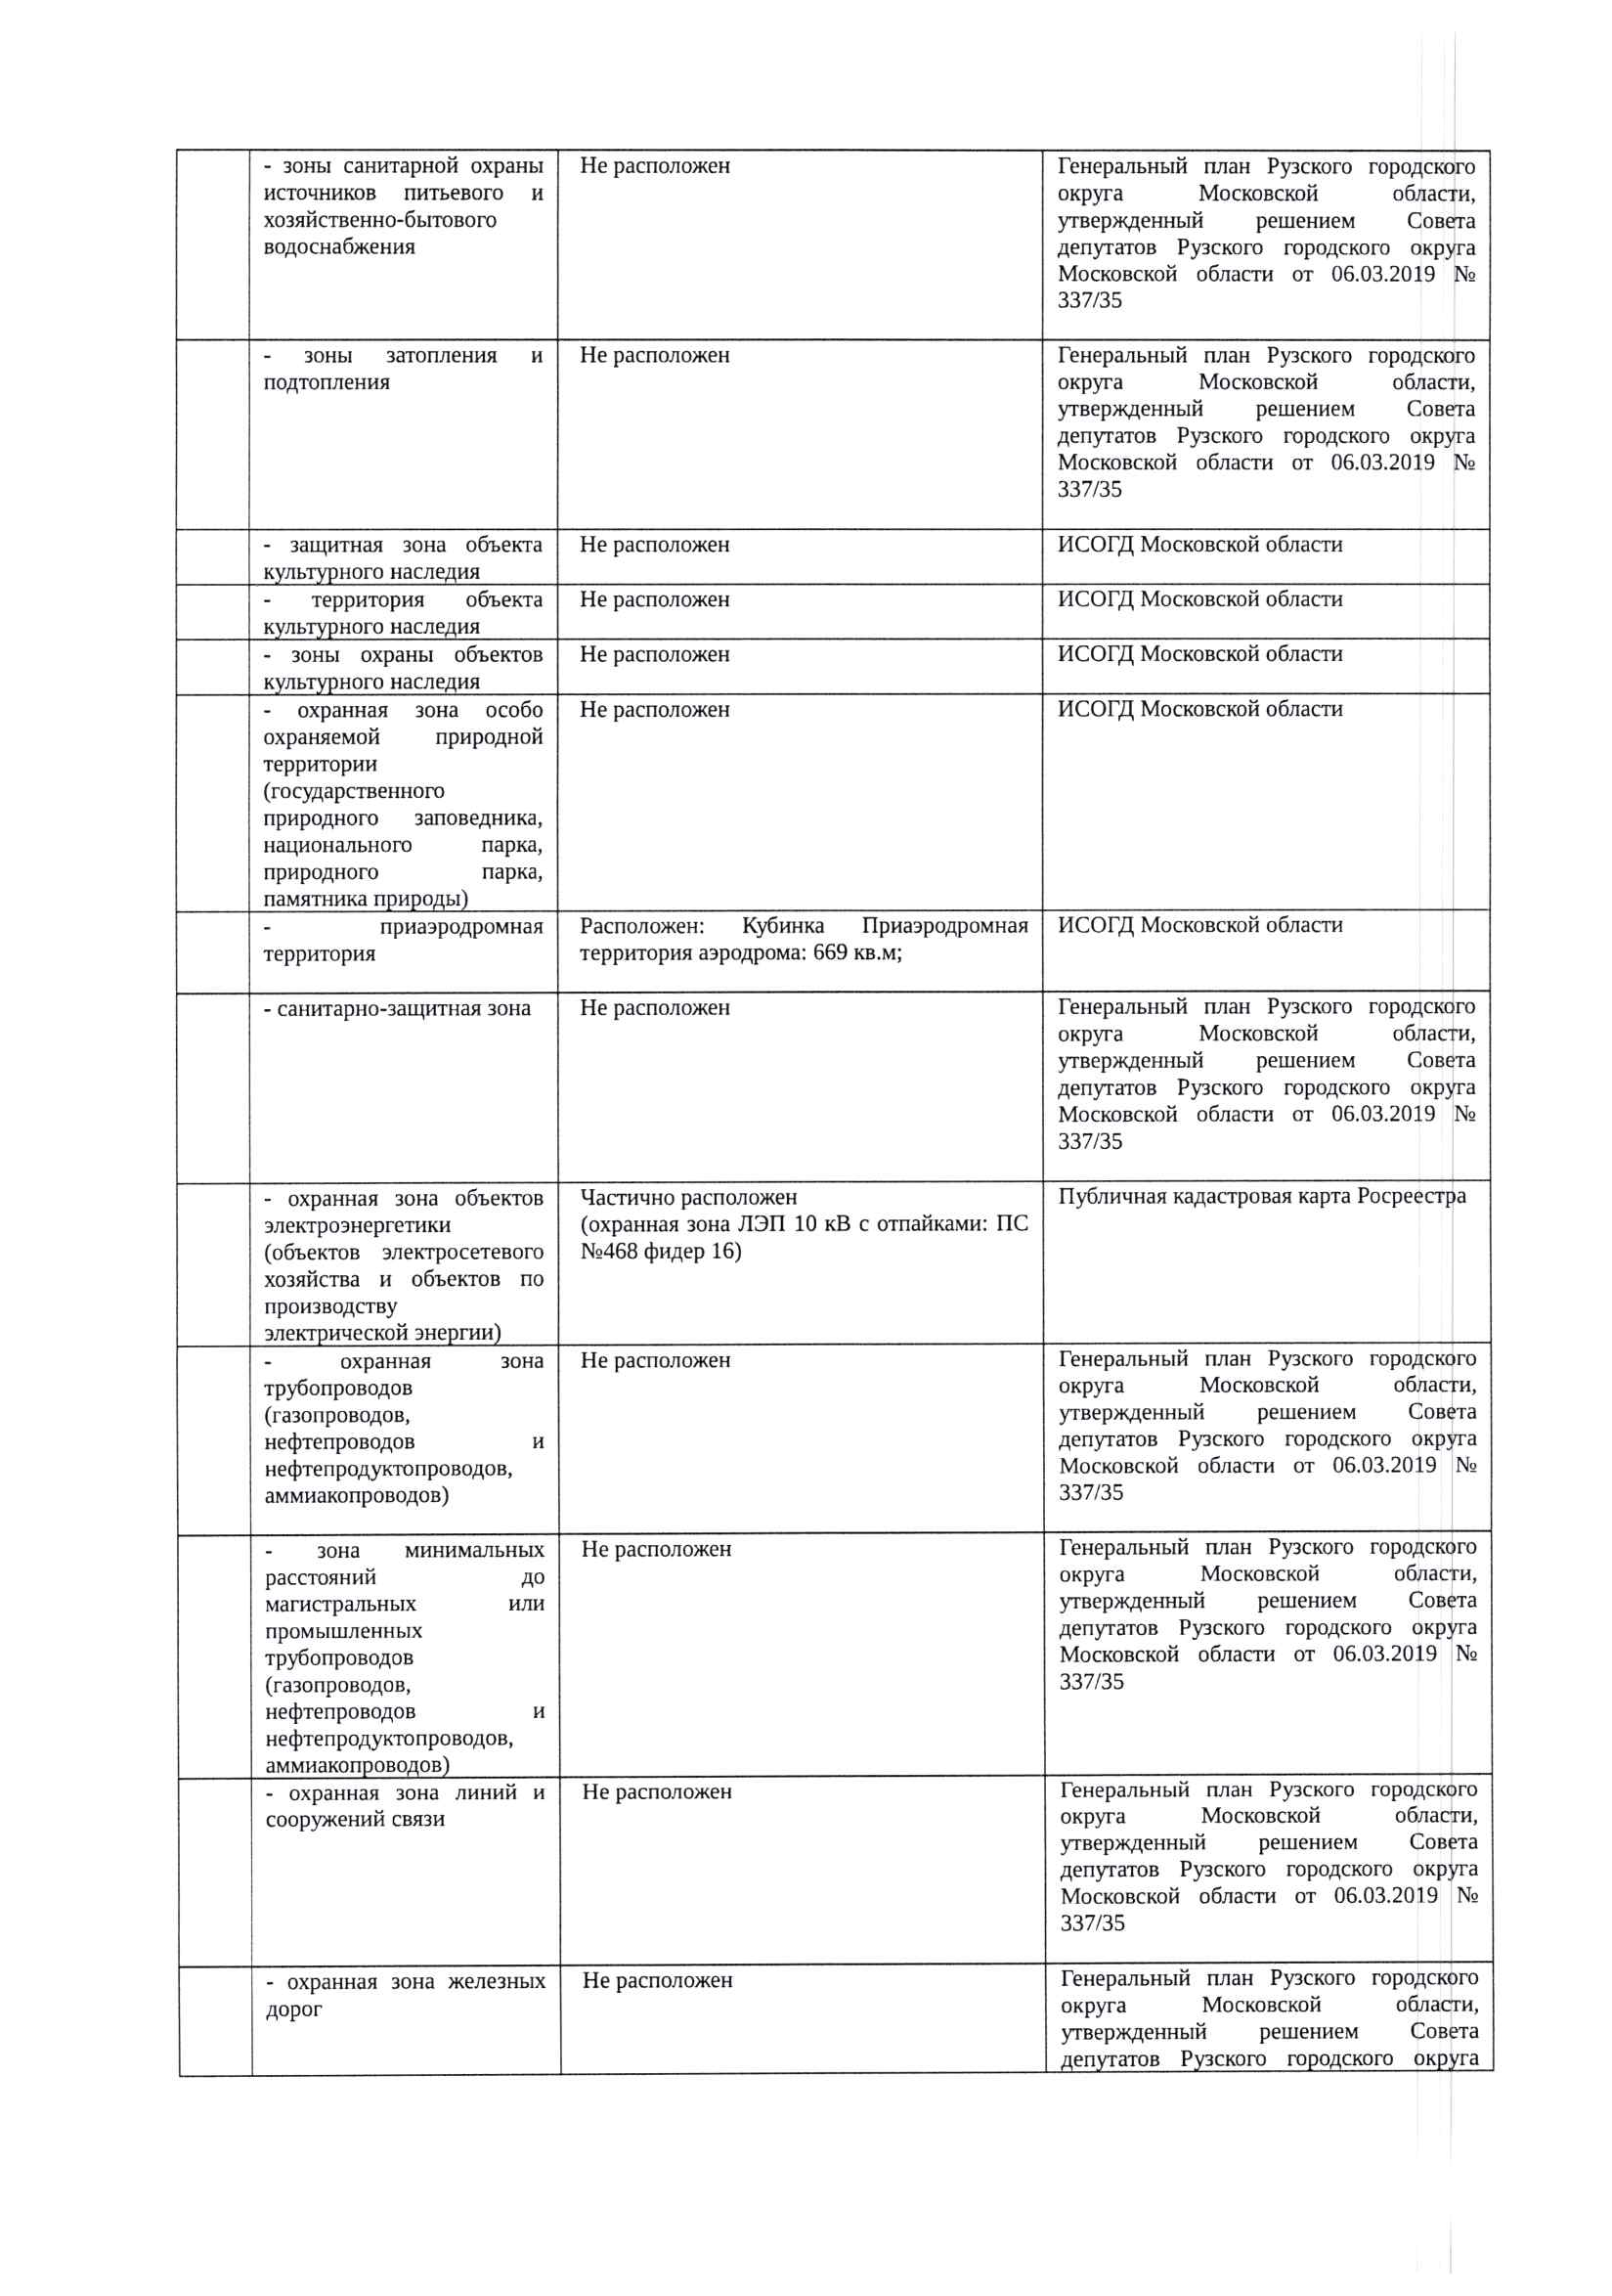 - зоны санитарной охраны
источников питьевого и
хозяйственно-бытового
водоснабжения
Не расположен
Генеральный план Рузского городского
округа Московской области,
утвержденный решением Совета
депутатов Рузского городского округа
Московской области от 06.03.2019 №
337/35
- зоны затопления и
подтопления
Не расположен
Генеральный план Рузского городского
округа Московской области,
утвержденный решением Совета
депутатов Рузского городского округа
Московской области от 06.03.2019 №
337/35
- защитная зона объекта
культурного наследия
Не расположен
ИСОГД Московской области
- территория объекта
культурного наследия
Не расположен
ИСОГД Московской области
- зоны охраны объектов
культурного наследия
Не расположен
ИСОГД Московской области
- охранная зона особо
охраняемой природной
территории
(государственного
природного заповедника,
национального парка,
природного парка,
памятника природы)
Не расположен
ИСОГД Московской области
- приаэродромная
территория
Расположен: Кубинка Приаэродромная
территория аэродрома: 669 кв.м;
ИСОГД Московской области
- санитарно-защитная зона
Не расположен
Генеральный план Рузского городского
округа Московской области,
утвержденный решением Совета
депутатов Рузского городского округа
Московской области от 06.03.2019 №
337/35
- охранная зона объектов
электроэнергетики
(объектов электросетевого
хозяйства и объектов по
производству
электрической энергии)
Частично расположен
(охранная зона ЛЭП 10 кВ с отпайками: ПС
№468 фидер 16)
Публичная кадастровая карта Росреестра
- охранная зона
трубопроводов
(газопроводов,
нефтепроводов и
нефтепродуктопроводов,
аммиакопроводов)
Не расположен
Генеральный план Рузского городского
округа Московской области,
утвержденный решением Совета
депутатов Рузского городского округа
Московской области от 06.03.2019 №
337/35
- зона минимальных
расстояний до
магистральных или
промышленных
трубопроводов
(газопроводов,
нефтепроводов и
нефтепродуктопроводов,
аммиакопроводов)
Не расположен
Генеральный план Рузского городского
округа Московской области,
утвержденный решением Совета
депутатов Рузского городского округа
Московской области от 06.03.2019 №
337/35
- охранная зона линий и
сооружений связи
Не расположен
Генеральный план Рузского городского
округа Московской области,
утвержденный решением Совета
депутатов Рузского городского округа
Московской области от 06.03.2019 №
337/35
- охранная зона железных
дорог
Не расположен
Генеральный план Рузского городского
округа Московской области,
утвержденный решением Совета
депутатов Рузского городского округа